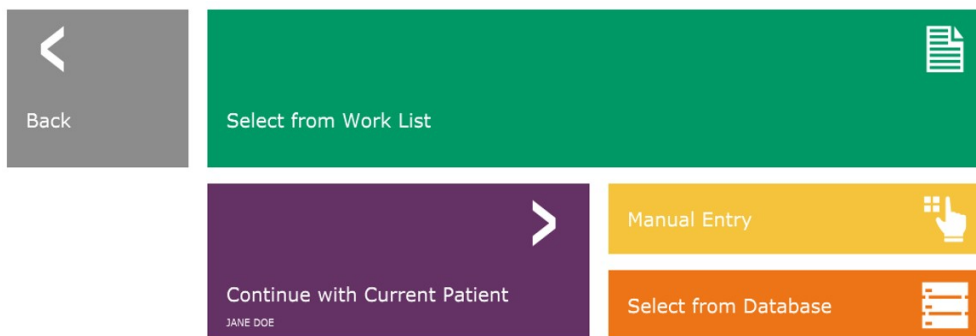 Back
Select from Work List
Continue with Current Patient
JANE DOE
Manual Entry
Select from Database